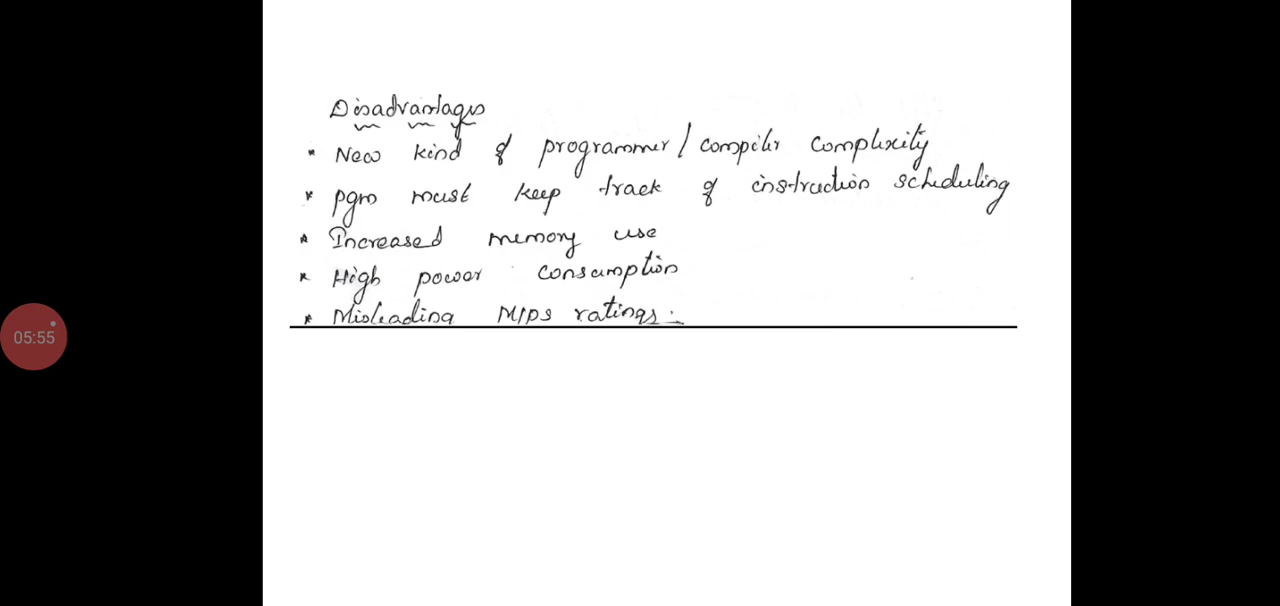 Disadvantages
* New kind of programmer/compiler complexity
* pgm must keep track of instruction scheduling
* Increased memory use
* High power consumption
* Misleading MIPS ratings.
05:55